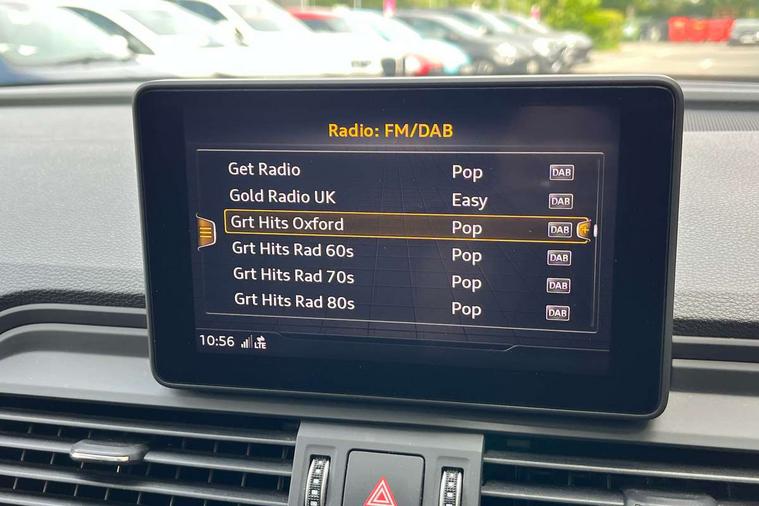 Radio: FM/DAB
Get Radio Pop DAB
Gold Radio UK Easy DAB
Grt Hits Oxford Pop DAB
Grt Hits Rad 60s Pop DAB
Grt Hits Rad 70s Pop DAB
Grt Hits Rad 80s Pop DAB
10:56 LTE